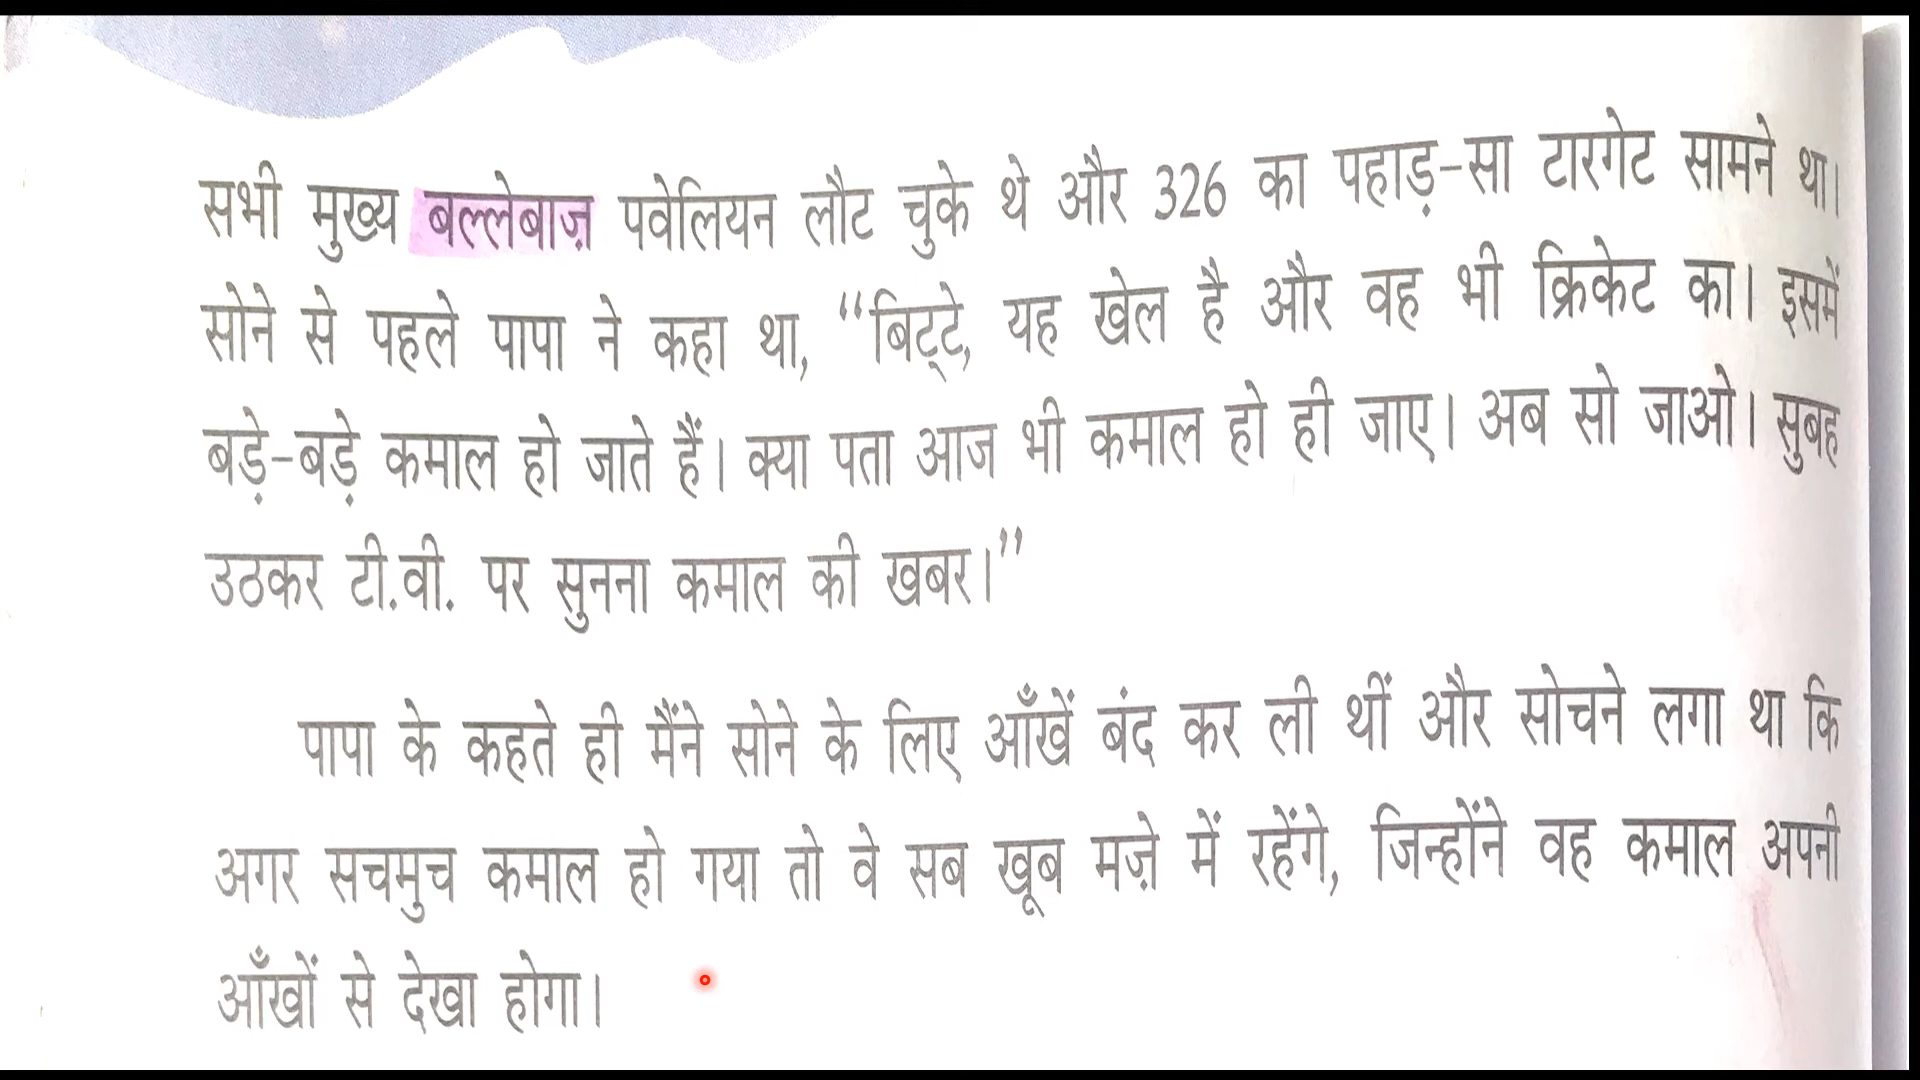 सभी मुख्य बल्लेबाज़ पवेलियन लौट चुके थे और 326 का पहाड़-सा टारगेट सामने था।
सोने से पहले पापा ने कहा था, “बिट्टे, यह खेल है और वह भी क्रिकेट का। इसमें
बड़े-बड़े कमाल हो जाते हैं। क्या पता आज भी कमाल हो ही जाए। अब सो जाओ। सुबह
उठकर टी.वी. पर सुनना कमाल की खबर।”
पापा के कहते ही मैंने सोने के लिए आँखें बंद कर ली थीं और सोचने लगा था कि
अगर सचमुच कमाल हो गया तो वे सब खूब मज़े में रहेंगे, जिन्होंने वह कमाल अपनी
आँखों से देखा होगा।